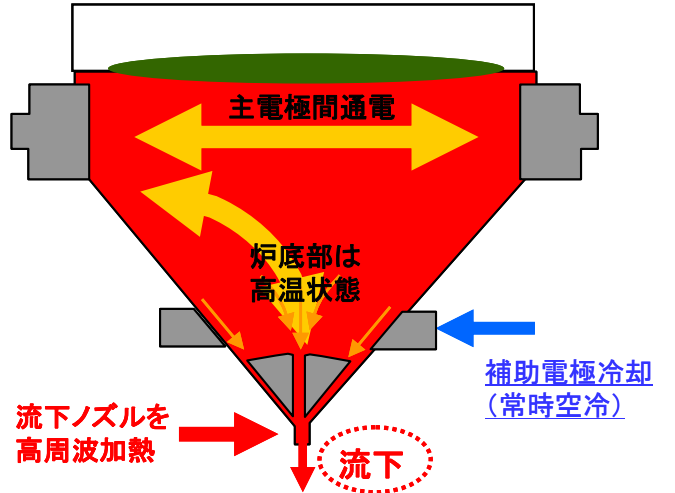 主電極間通電
炉底部は
高温状態
補助電極冷却
（常時空冷）
流下ノズルを
高周波加熱
流下